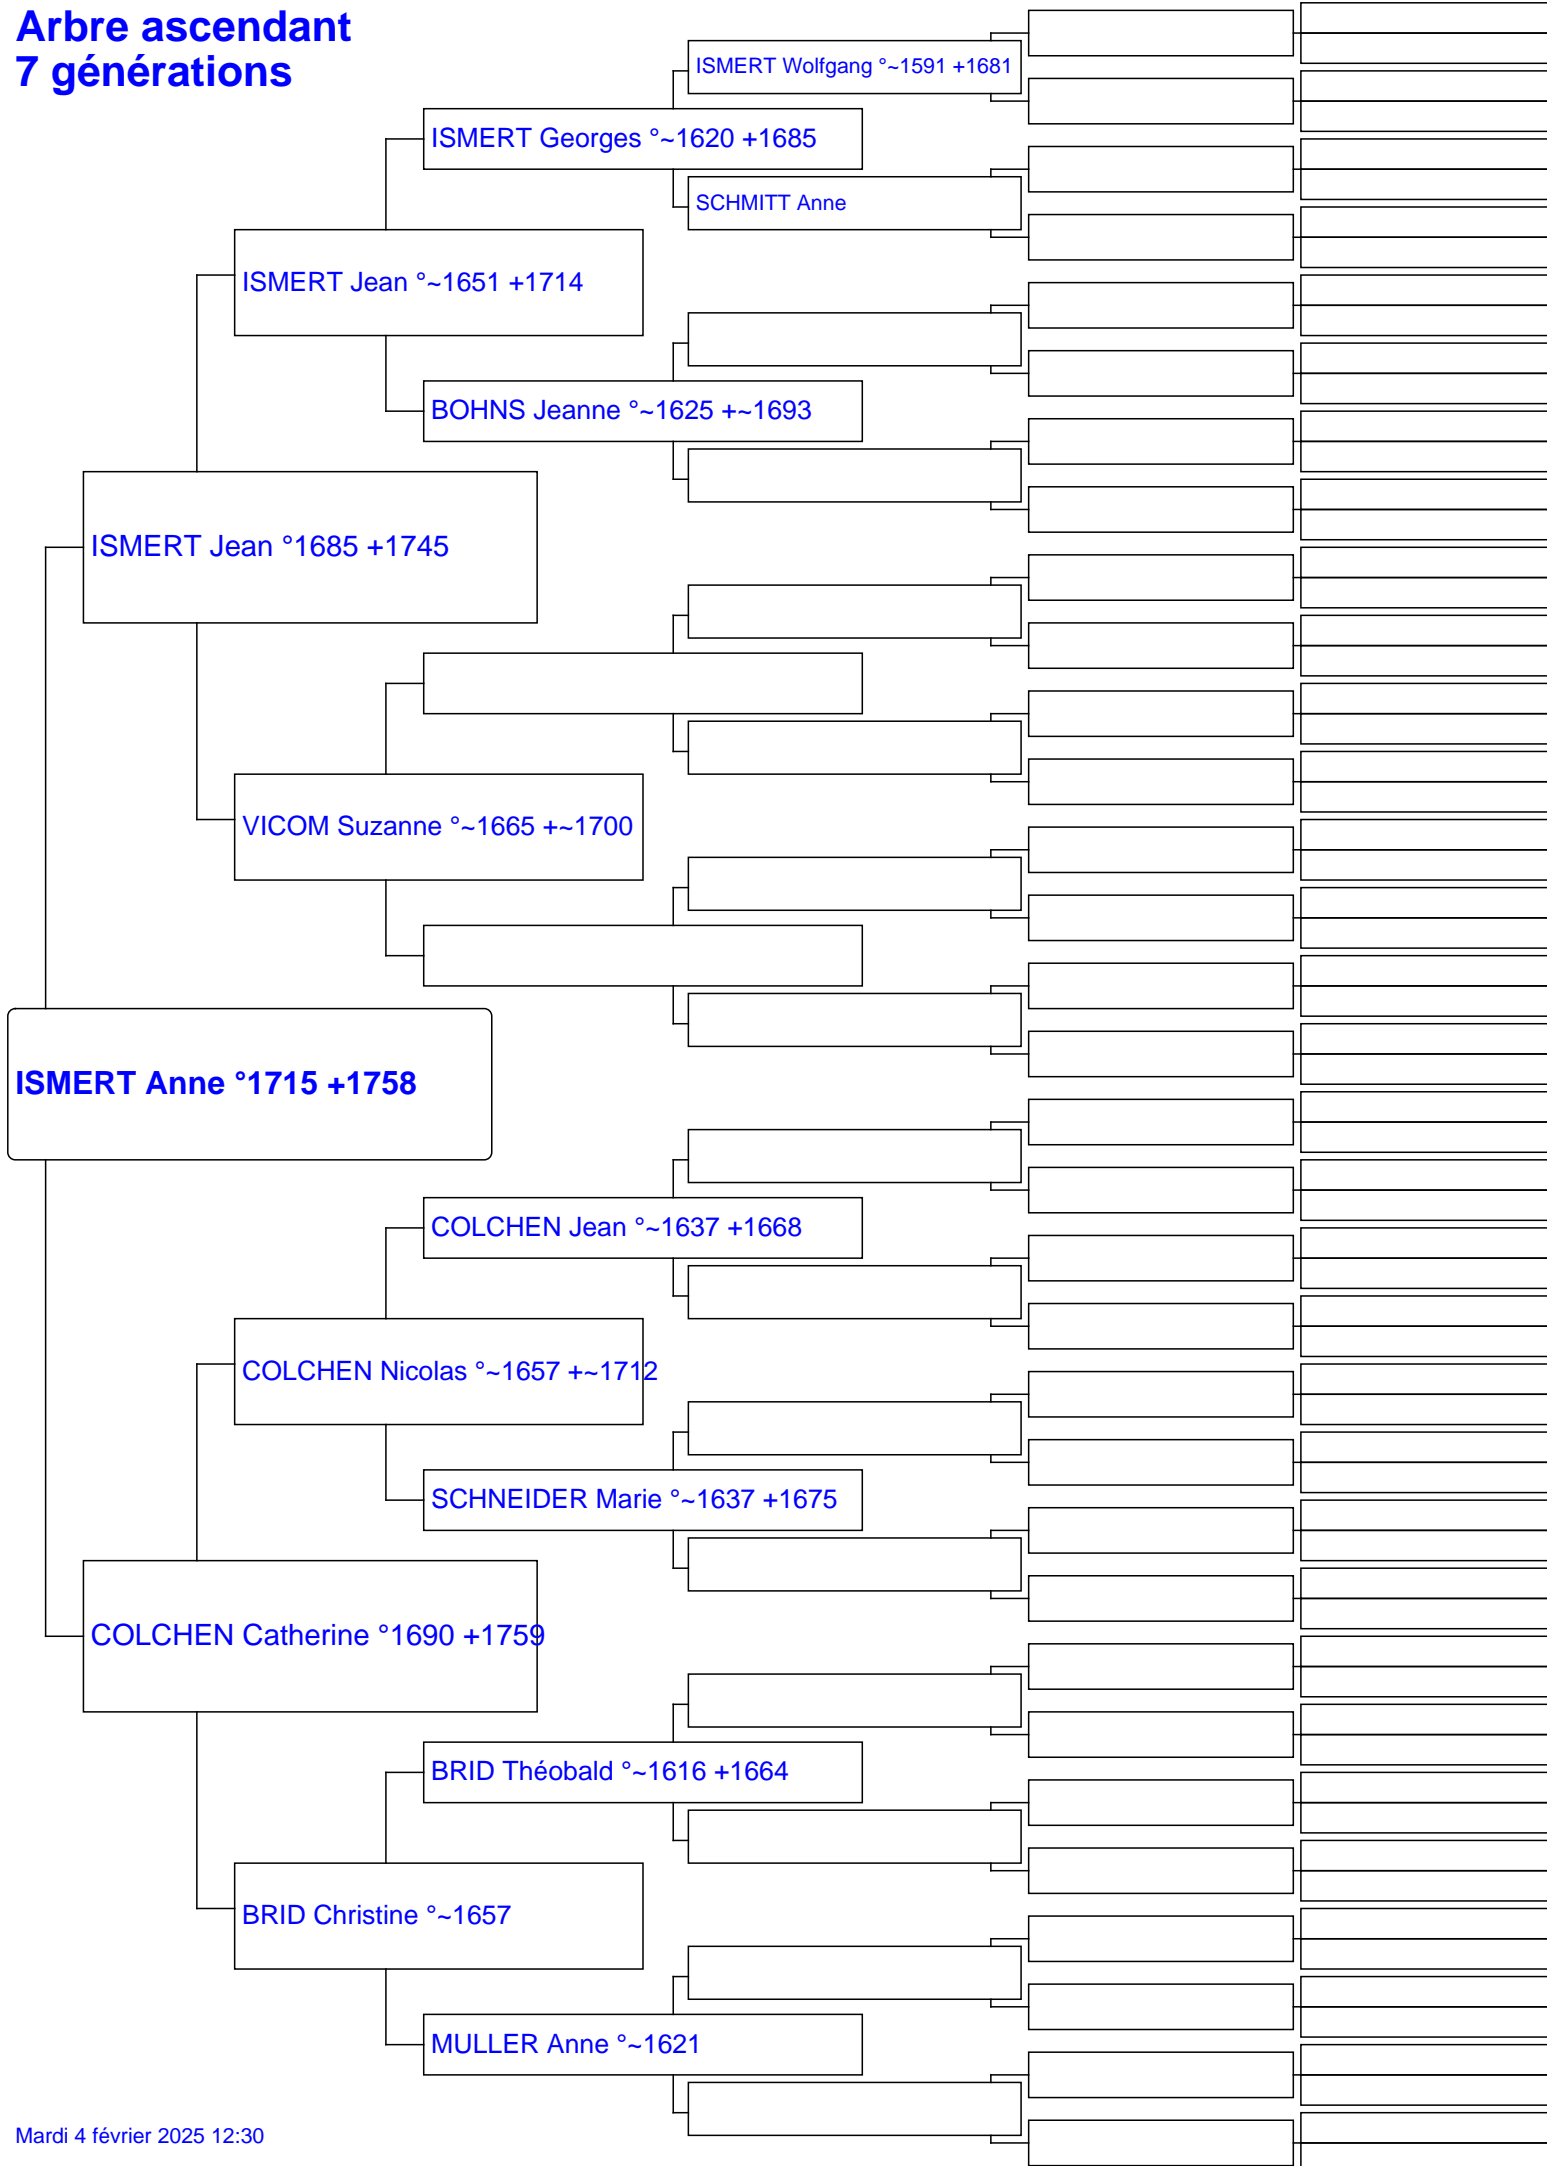 Arbre ascendant
7 générations
ISMERT Wolfgang °~1591 +1681
ISMERT Georges °~1620 +1685
SCHMITT Anne
ISMERT Jean °~1651 +1714
BOHNS Jeanne °~1625 +~1693
ISMERT Jean °1685 +1745
VICOM Suzanne °~1665 +~1700
ISMERT Anne °1715 +1758
COLCHEN Jean °~1637 +1668
COLCHEN Nicolas °~1657 +~1712
SCHNEIDER Marie °~1637 +1675
COLCHEN Catherine °1690 +1759
BRID Théobald °~1616 +1664
BRID Christine °~1657
MULLER Anne °~1621
Mardi 4 février 2025 12:30